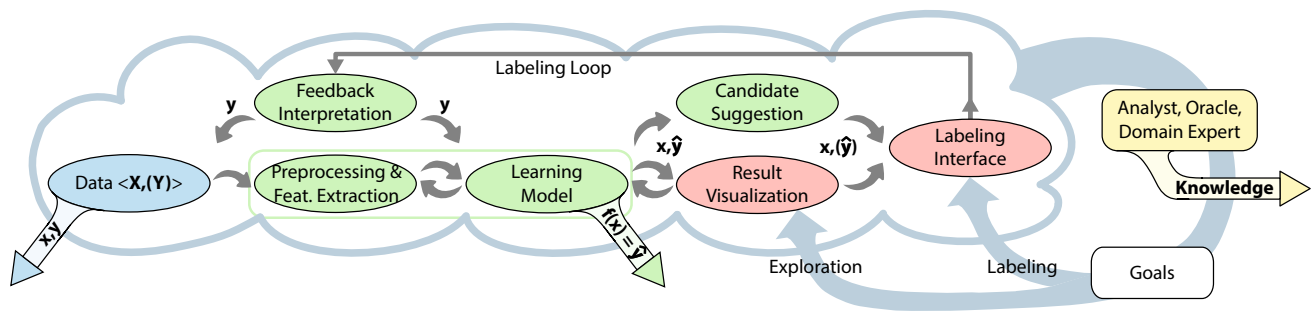 Labeling Loop
Feedback
Interpretation
y
y
Candidate
Suggestion
Analyst, Oracle,
Domain Expert
Labeling
Interface
x,ŷ
x,(ŷ)
Data <X,(Y)>
Preprocessing &
Feat. Extraction
Learning
Model
Result
Visualization
Knowledge
x,y
f(x) = ŷ
Exploration
Labeling
Goals